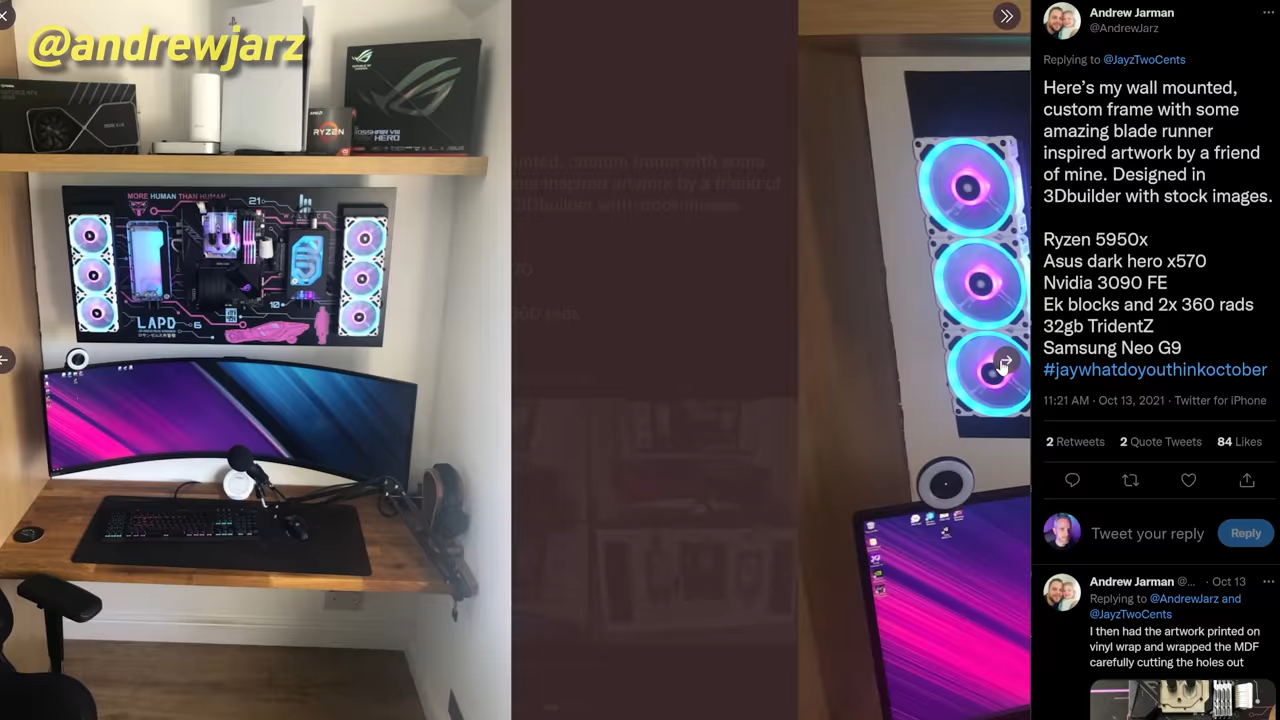 @andrewjarz
RYZEN
HERO
MORE HUMAN THAN HUMAN
21
LAPD
6
10
Andrew Jarman
@AndrewJarz
Replying to @JayzTwoCents
Here's my wall mounted,
custom frame with some
amazing blade runner
inspired artwork by a friend
of mine. Designed in
3Dbuilder with stock images.
Ryzen 5950x
Asus dark hero x570
Nvidia 3090 FE
Ek blocks and 2x 360 rads
32gb TridentZ
Samsung Neo G9
#jaywhatdoyouthinkoctober
11:21 AM · Oct 13, 2021 · Twitter for iPhone
2 Retweets 2 Quote Tweets 84 Likes
Tweet your reply
Reply
Andrew Jarman @... · Oct 13
Replying to @AndrewJarz and
@JayzTwoCents
I then had the artwork printed on
vinyl wrap and wrapped the MDF
carefully cutting the holes out